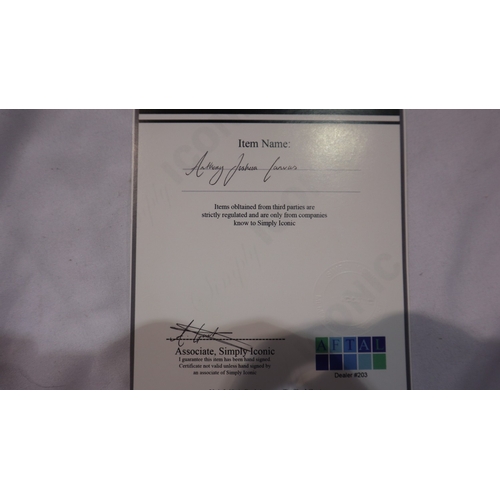 Item Name:
Anthony Joshua
Items obltained from third parties are
strictly regulated and are only from companies
know to Simply Iconic
Associate, Simply Iconic
I guarantee this item has been hand signed.
Certificate not valid unless hand signed by
an associate of Simply Iconic
AFTAL
Dealer #203